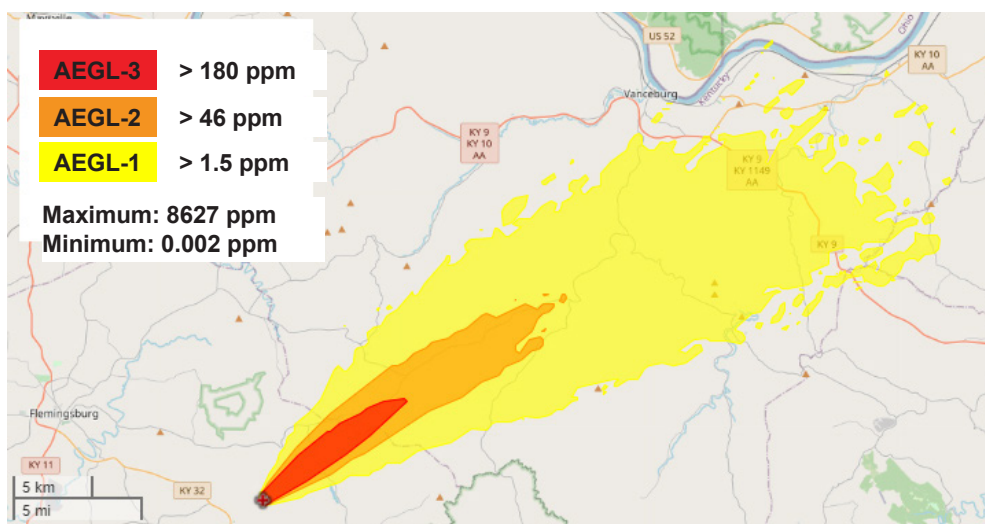 US 52
Ohio
KY 10
AA
AEGL-3 > 180 ppm
AEGL-2 > 46 ppm
AEGL-1 > 1.5 ppm
Maximum: 8627 ppm
Minimum: 0.002 ppm
Vanceburg
Kentucky
KY 9
KY 10
AA
KY 9
KY 1149
AA
KY 9
Flemingsburg
KY 11
KY 32
5 km
5 mi